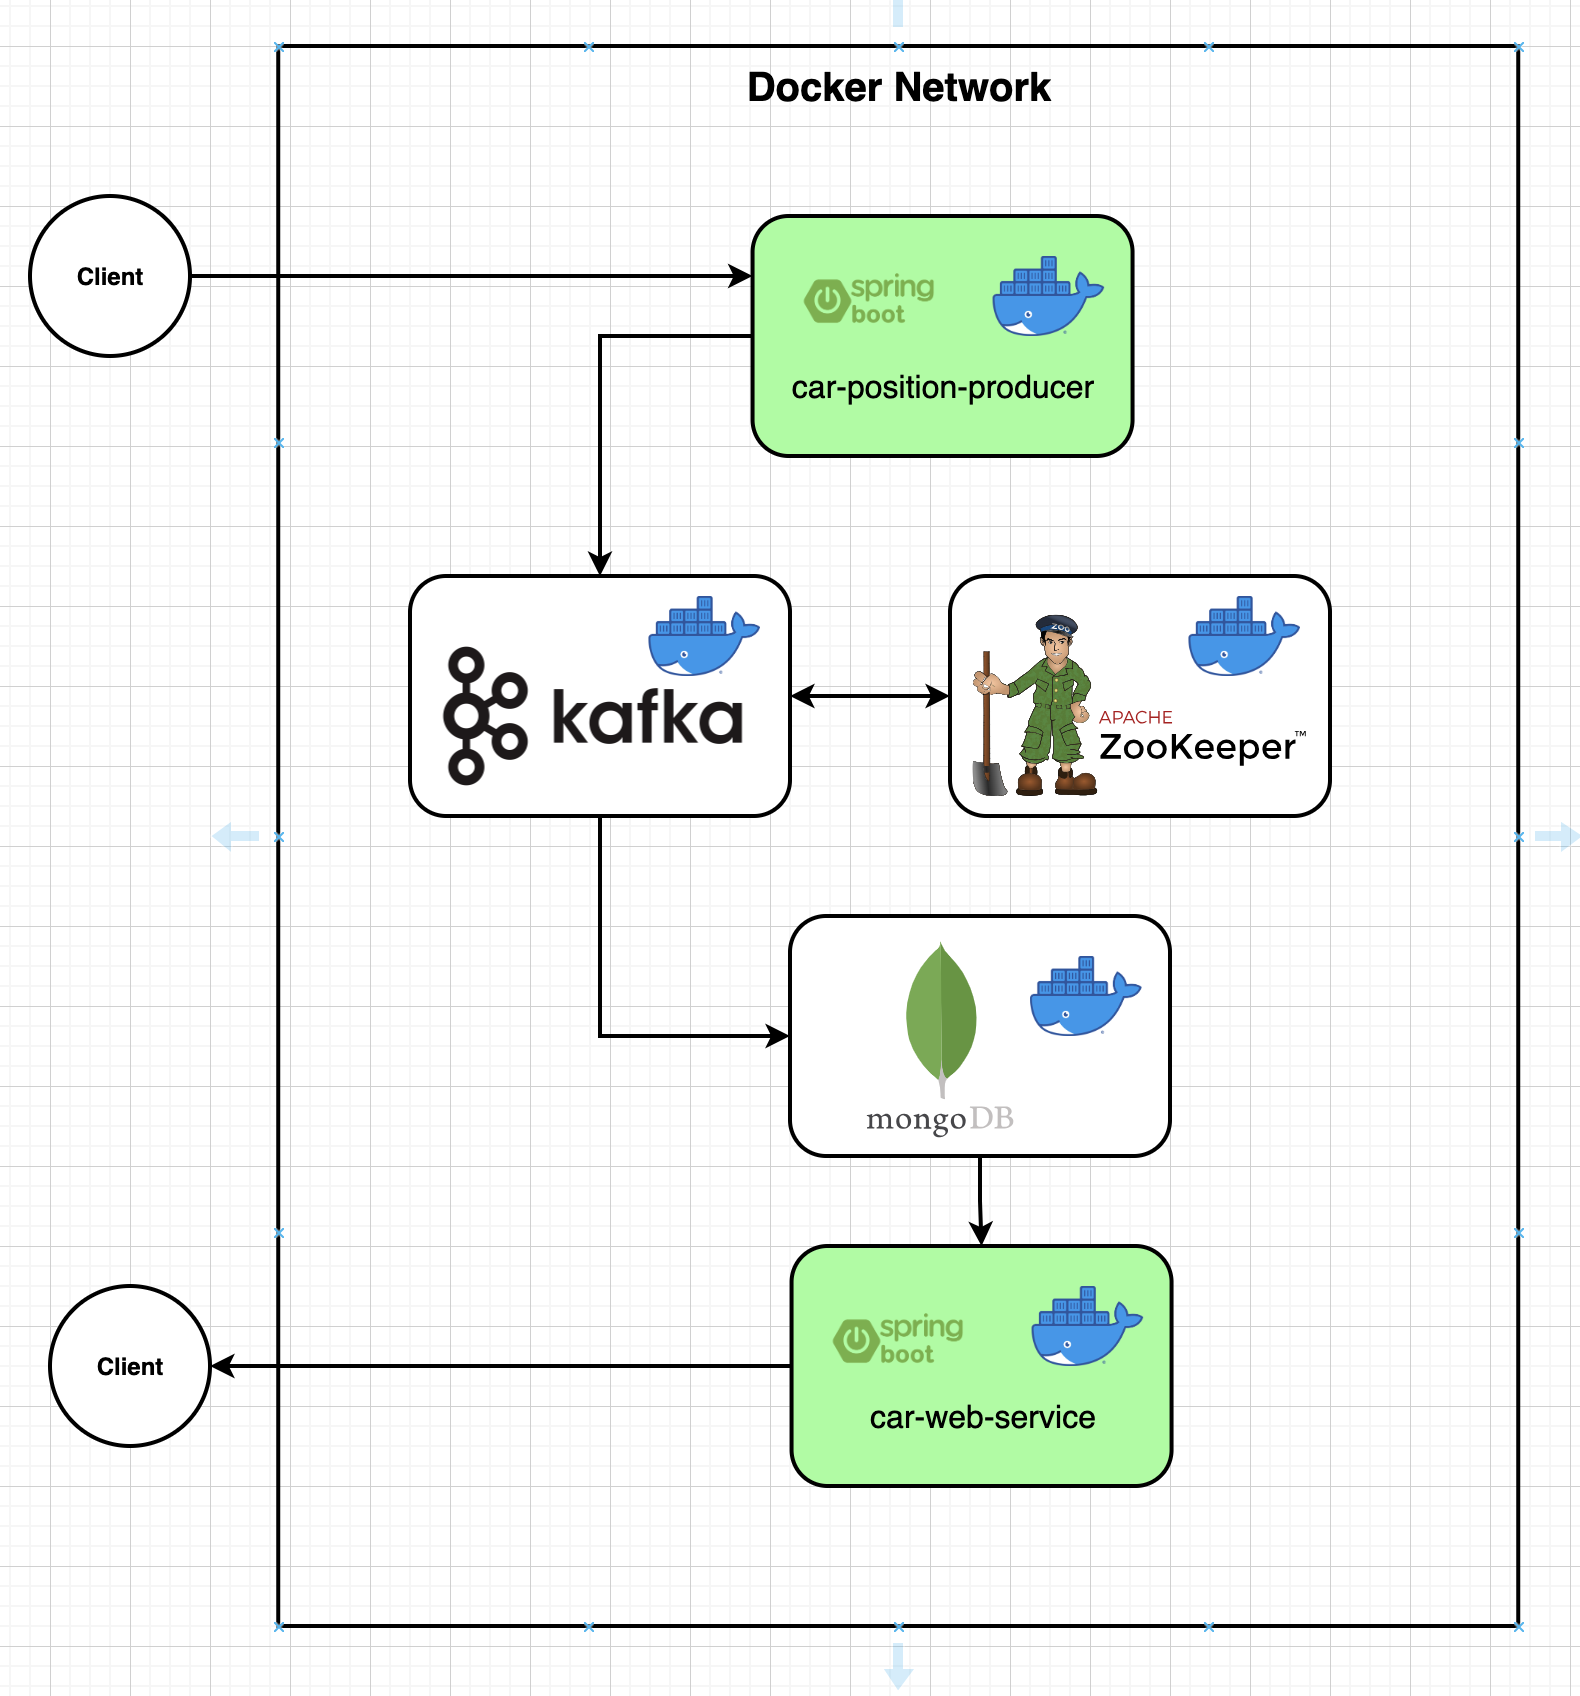 Docker Network
Client
spring
boot
car-position-producer
kafka
ZOO
APACHE
ZooKeeper™
mongoDB
spring
boot
Client
car-web-service